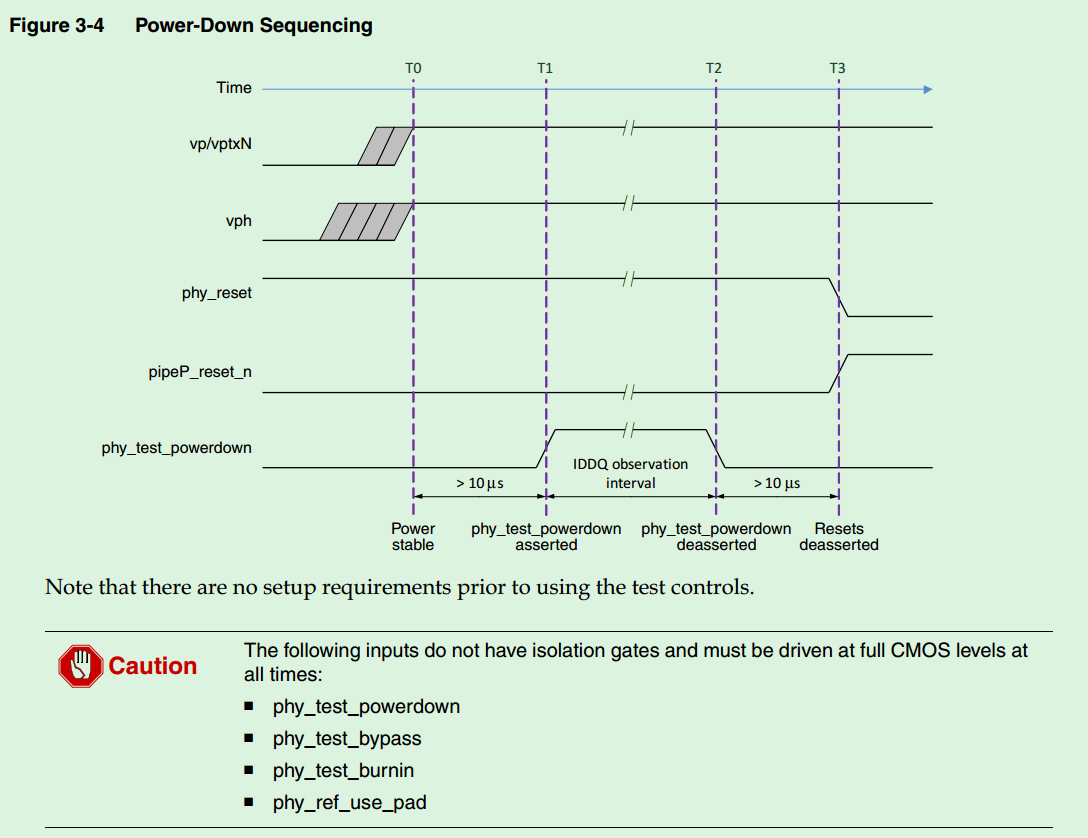 Figure 3-4 Power-Down Sequencing
T0 T1 T2 T3
Time
vp/vptxN
vph
phy_reset
pipeP_reset_n
phy_test_powerdown
IDDQ observation
interval
> 10 µs
> 10 µs
Power
stable
phy_test_powerdown
asserted
phy_test_powerdown
deasserted
Resets
deasserted
Note that there are no setup requirements prior to using the test controls.
Caution
The following inputs do not have isolation gates and must be driven at full CMOS levels at
all times:
■ phy_test_powerdown
■ phy_test_bypass
■ phy_test_burnin
■ phy_ref_use_pad